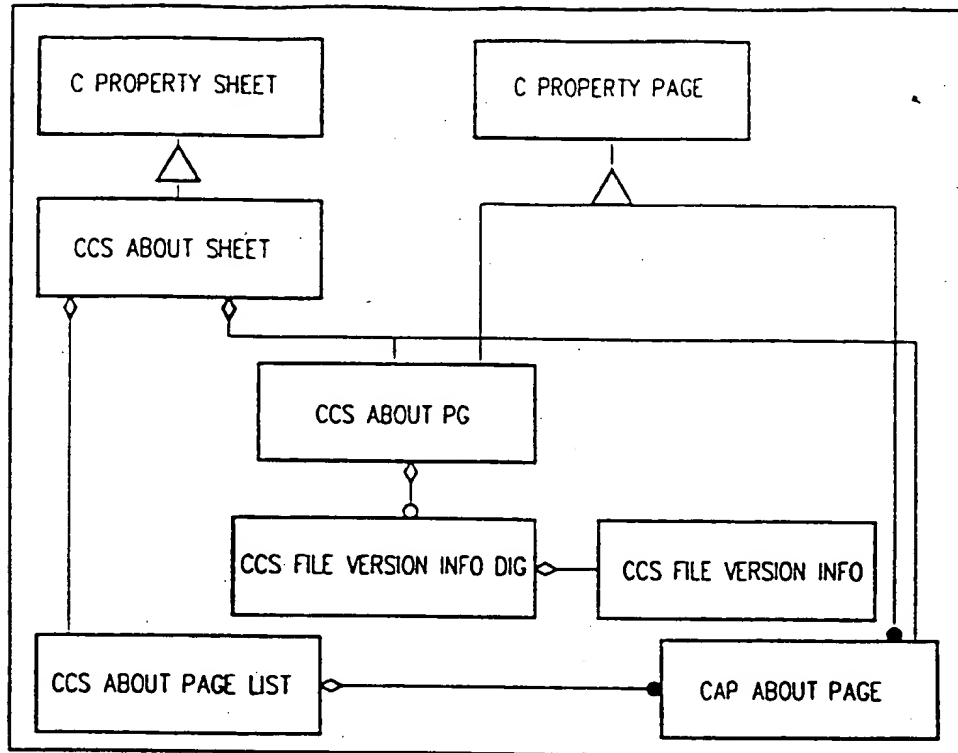 C PROPERTY SHEET
C PROPERTY PAGE
CCS ABOUT SHEET
CCS ABOUT PG
CCS FILE VERSION INFO DIG
CCS FILE VERSION INFO
CCS ABOUT PAGE LIST
CAP ABOUT PAGE